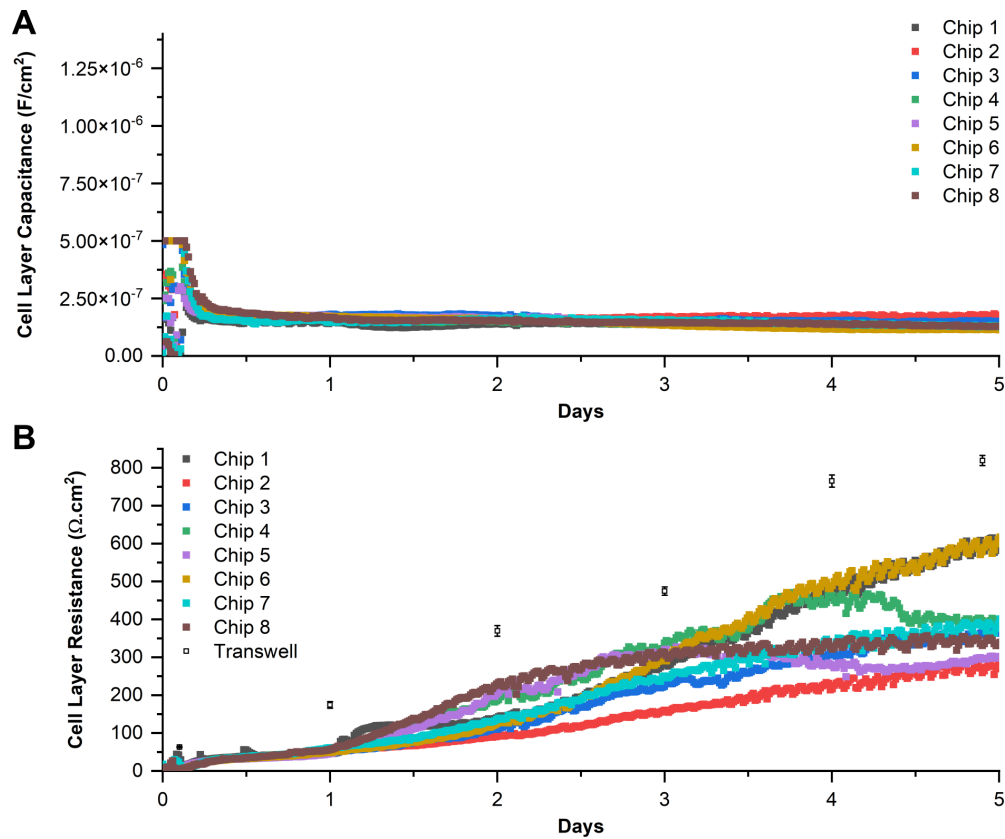 A
Cell Layer Capacitance (F/cm²)
1.25×10⁻⁶
1.00×10⁻⁶
7.50×10⁻⁷
5.00×10⁻⁷
2.50×10⁻⁷
0.00
Chip 1
Chip 2
Chip 3
Chip 4
Chip 5
Chip 6
Chip 7
Chip 8
0 1 2 3 4 5
Days
B
Cell Layer Resistance (Ω.cm²)
800
700
600
500
400
300
200
100
0
Chip 1
Chip 2
Chip 3
Chip 4
Chip 5
Chip 6
Chip 7
Chip 8
Transwell
0 1 2 3 4 5
Days